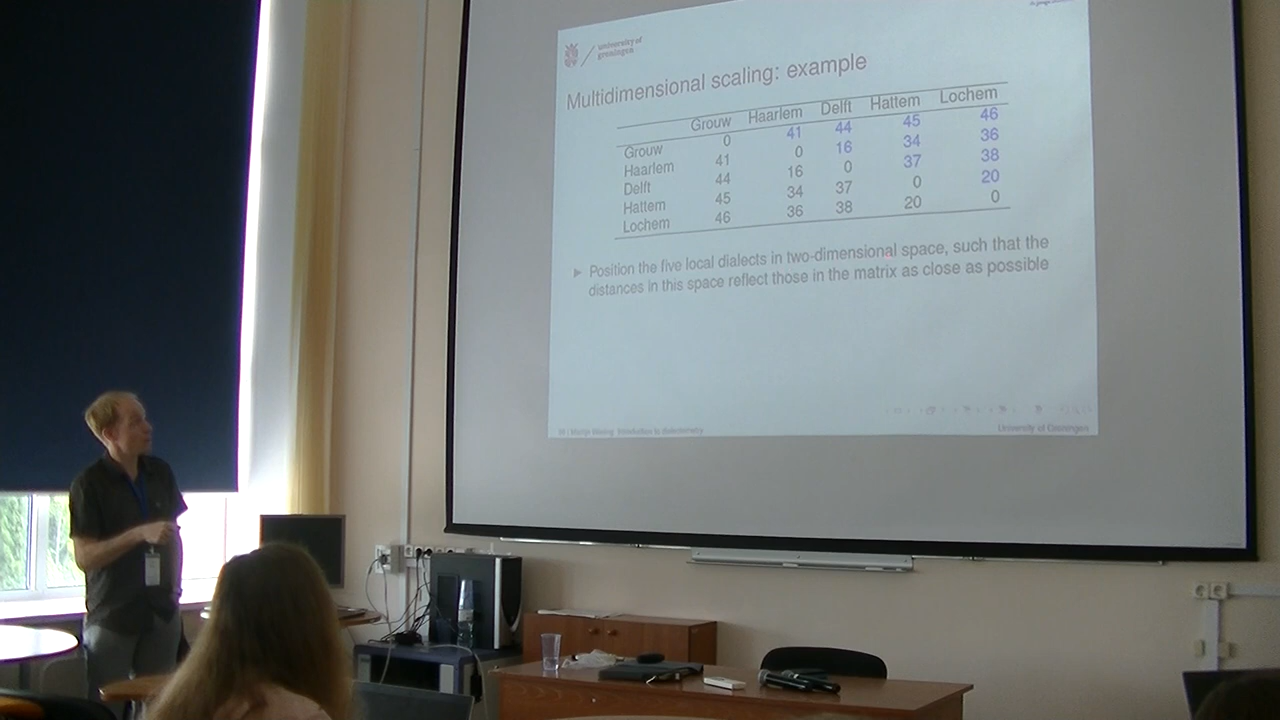 university of
groningen
Multidimensional scaling: example
Grouw Haarlem Delft Hattem Lochem
Grouw 0 41 44 45 46
Haarlem 41 0 16 34 36
Delft 44 16 0 37 38
Hattem 45 34 37 0 20
Lochem 46 36 38 20 0
Position the five local dialects in two-dimensional space, such that the
distances in this space reflect those in the matrix as close as possible
Introduction to dialectometry
University of Groningen